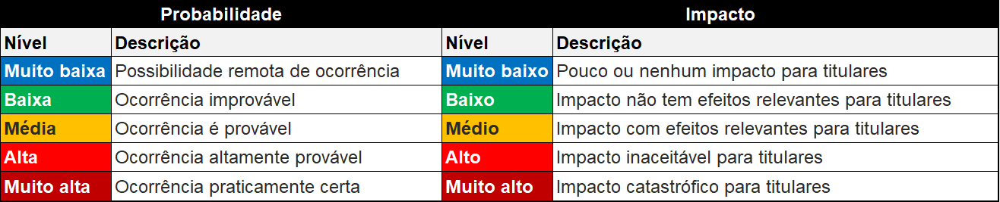 Probabilidade Impacto
Nível Descrição Nível Descrição
Muito baixa Possibilidade remota de ocorrência Muito baixo Pouco ou nenhum impacto para titulares
Baixa Ocorrência improvável Baixo Impacto não tem efeitos relevantes para titulares
Média Ocorrência é provável Médio Impacto com efeitos relevantes para titulares
Alta Ocorrência altamente provável Alto Impacto inaceitável para titulares
Muito alta Ocorrência praticamente certa Muito alto Impacto catastrófico para titulares